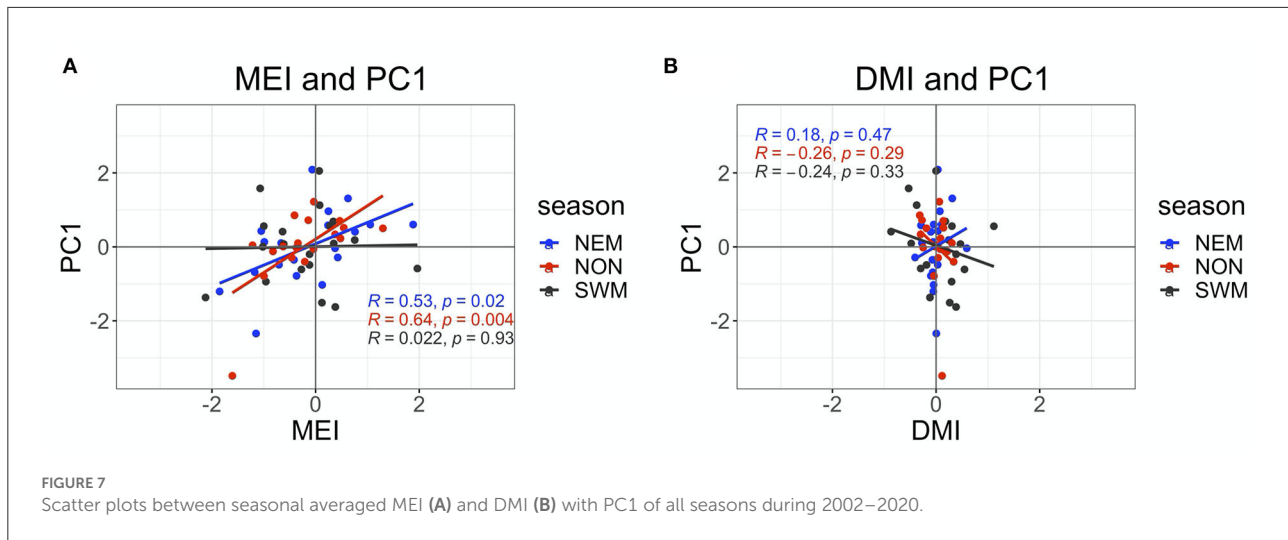 A
MEI and PC1
PC1
2
0
-2
R = 0.53, p = 0.02
R = 0.64, p = 0.004
R = 0.022, p = 0.93
-2 0 2
MEI
season
a NEM
a NON
a SWM
B
DMI and PC1
PC1
2
0
-2
R = 0.18, p = 0.47
R = −0.26, p = 0.29
R = −0.24, p = 0.33
-2 0 2
DMI
season
a NEM
a NON
a SWM
FIGURE 7
Scatter plots between seasonal averaged MEI (A) and DMI (B) with PC1 of all seasons during 2002–2020.